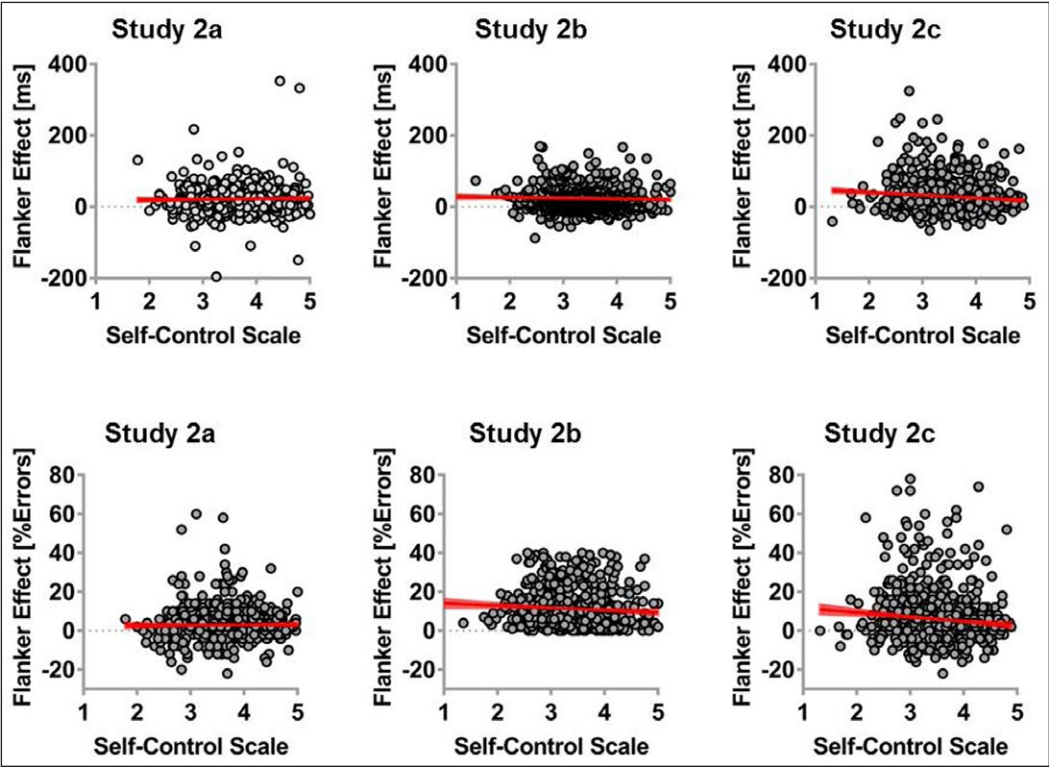 Study 2a
Study 2b
Study 2c
Flanker Effect [ms]
400
200
0
-200
1 2 3 4 5
Self-Control Scale
Flanker Effect [ms]
400
200
0
-200
1 2 3 4 5
Self-Control Scale
Flanker Effect [ms]
400
200
0
-200
1 2 3 4 5
Self-Control Scale
Study 2a
Study 2b
Study 2c
Flanker Effect [%Errors]
80
60
40
20
0
-20
1 2 3 4 5
Self-Control Scale
Flanker Effect [%Errors]
80
60
40
20
0
-20
1 2 3 4 5
Self-Control Scale
Flanker Effect [%Errors]
80
60
40
20
0
-20
1 2 3 4 5
Self-Control Scale